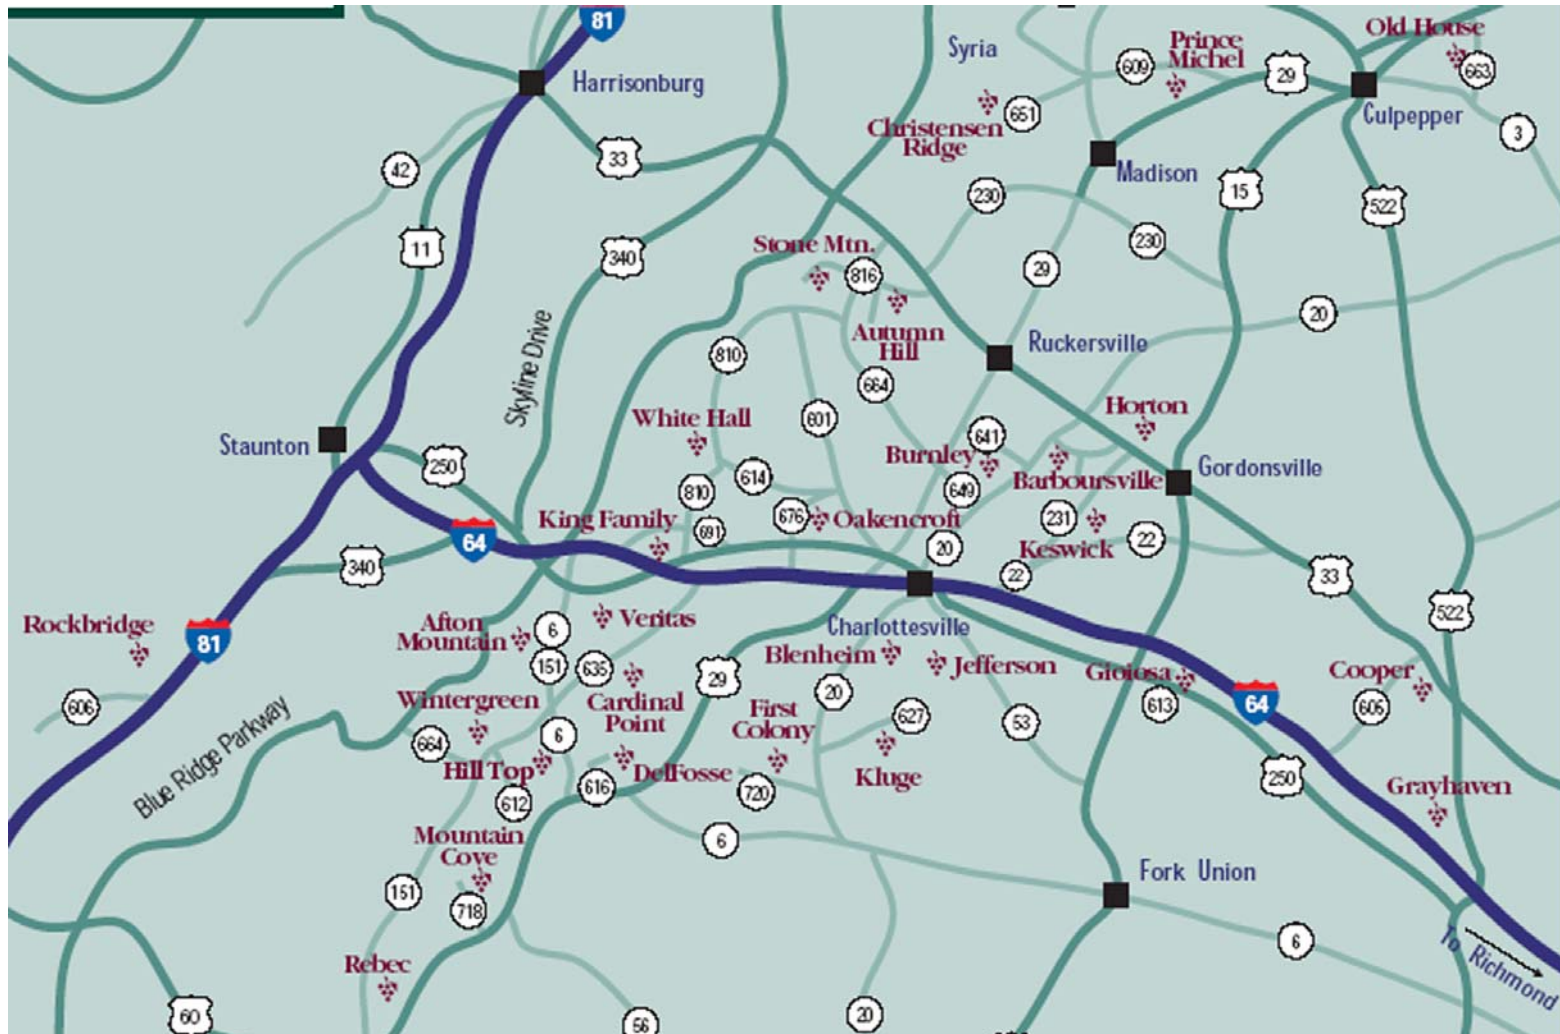 81
Old House
Prince
Michel
Syria
609
29
663
Harrisonburg
651
Culpepper
Christensen
Ridge
3
33
42
Madison
230
15
522
11
340
Stone Mtn.
816
230
29
20
Autumn
Hill
Ruckersville
810
Skyline Drive
664
White Hall
601
Horton
Staunton
250
641
Burnley
Gordonsville
614
810
649
Barboursville
King Family
691
676
Oakencroft
231
64
20
Keswick
22
340
22
33
Rockbridge
81
Afton
Mountain
6
Veritas
Charlottesville
522
151
635
Blenheim
Jefferson
Gioiosa
Cooper
606
Wintergreen
29
20
Cardinal
Point
First
Colony
627
53
613
64
606
664
6
Blue Ridge Parkway
Hill Top
DelFosse
Kluge
250
616
720
Grayhaven
612
Mountain
Cove
6
Fork Union
151
718
6
To Richmond
Rebec
60
56
20